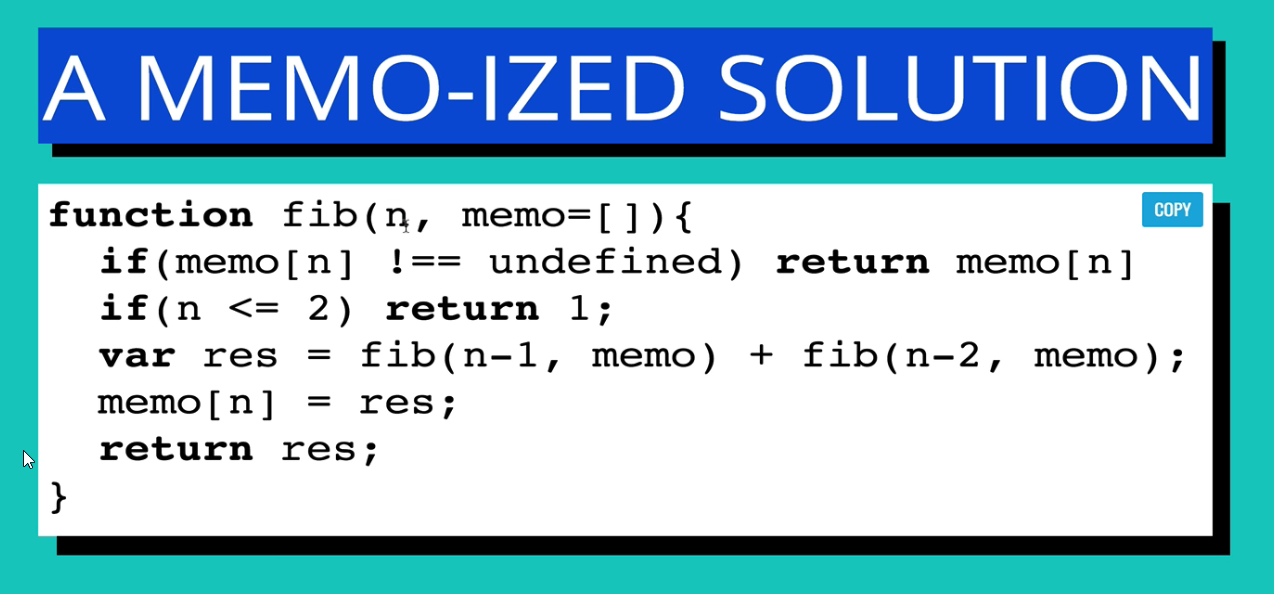 A MEMO-IZED SOLUTION
COPY
function fib(n, memo=[]){
  if(memo[n] !== undefined) return memo[n]
  if(n <= 2) return 1;
  var res = fib(n-1, memo) + fib(n-2, memo);
  memo[n] = res;
  return res;
}